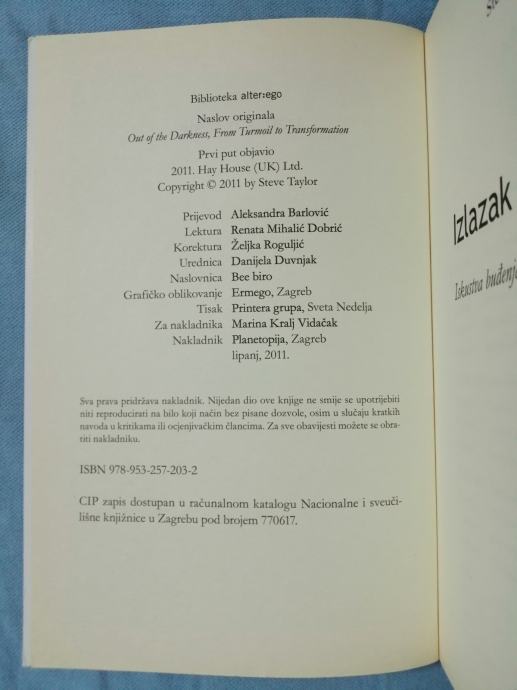 Biblioteka alter:ego
Naslov originala
Out of the Darkness, From Turmoil to Transformation
Prvi put objavio
2011. Hay House (UK) Ltd.
Copyright © 2011 by Steve Taylor
Prijevod Aleksandra Barlović
Lektura Renata Mihalić Dobrić
Korektura Željka Roguljić
Urednica Danijela Duvnjak
Naslovnica Bee biro
Grafičko oblikovanje Ermego, Zagreb
Tisak Printera grupa, Sveta Nedelja
Za nakladnika Marina Kralj Vidačak
Nakladnik Planetopija, Zagreb
lipanj, 2011.
Sva prava pridržava nakladnik. Nijedan dio ove knjige ne smije se upotrijebiti
niti reproducirati na bilo koji način bez pisane dozvole, osim u slučaju kratkih
navoda u kritikama ili ocjenjivačkim člancima. Za sve obavijesti možete se obra-
titi nakladniku.
ISBN 978-953-257-203-2
CIP zapis dostupan u računalnom katalogu Nacionalne i sveuči-
lišne knjižnice u Zagrebu pod brojem 770617.
Izlazak
Iskustva